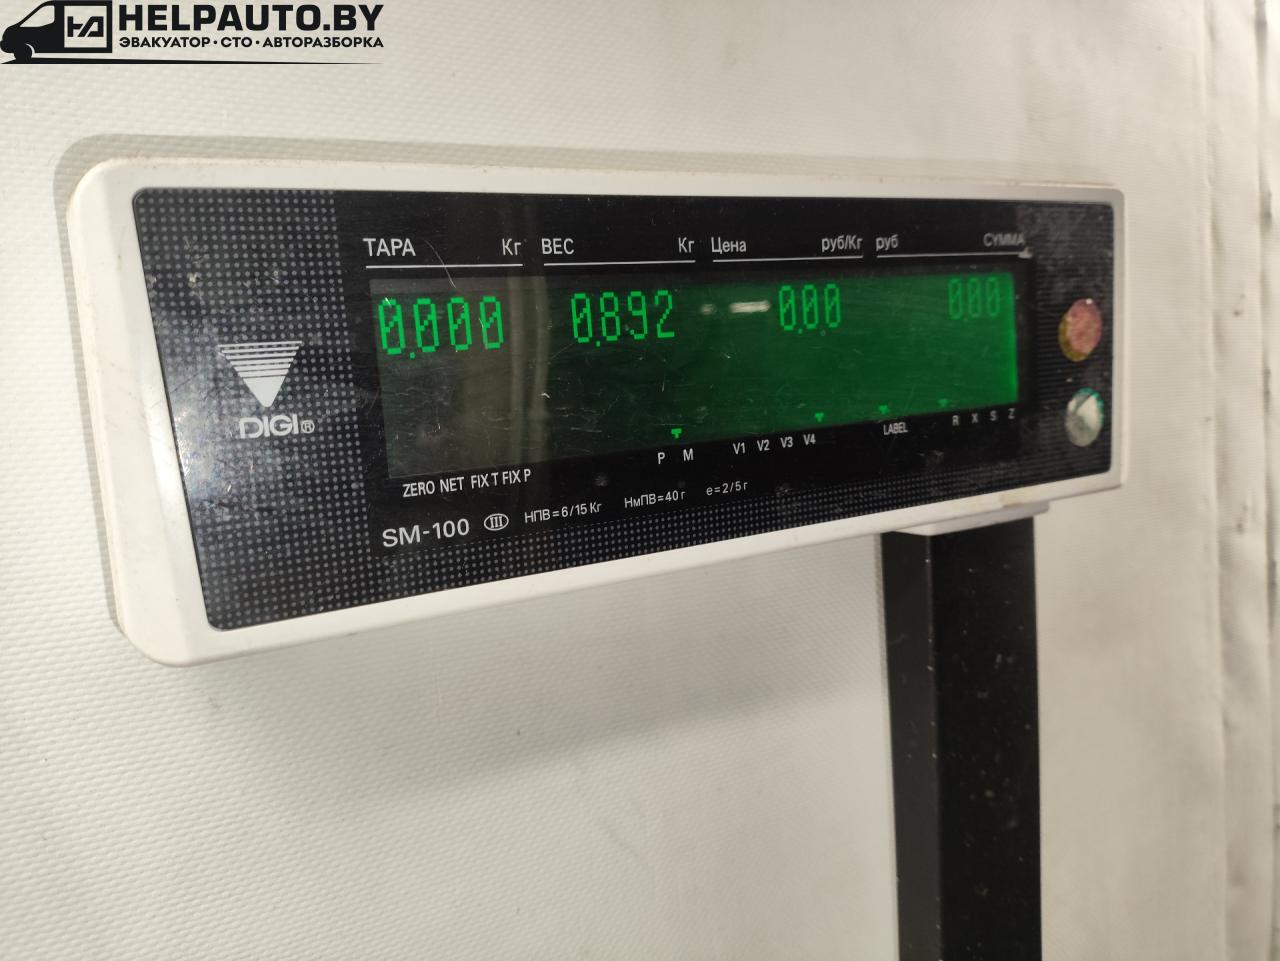 HELPAUTO.BY
ЭВАКУАТОР·СТО·АВТОРАЗБОРКА
ТАРА Кг ВЕС Кг Цена руб/Кг руб СУММА
0.000 0.892 0.00 0.00
P M V1 V2 V3 V4 LABEL R X S Z
ZERO NET FIX T FIX P
DIGI®
SM-100 III НПВ=6/15 Кг НмПВ=40 г e=2/5 г